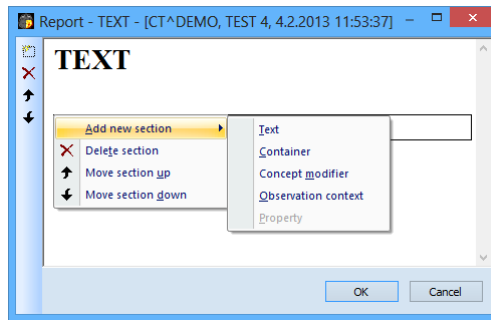 Report - TEXT - [CT^DEMO, TEST 4, 4.2.2013 11:53:37]
TEXT
Add new section
Delete section
Move section up
Move section down
Text
Container
Concept modifier
Observation context
Property
OK
Cancel